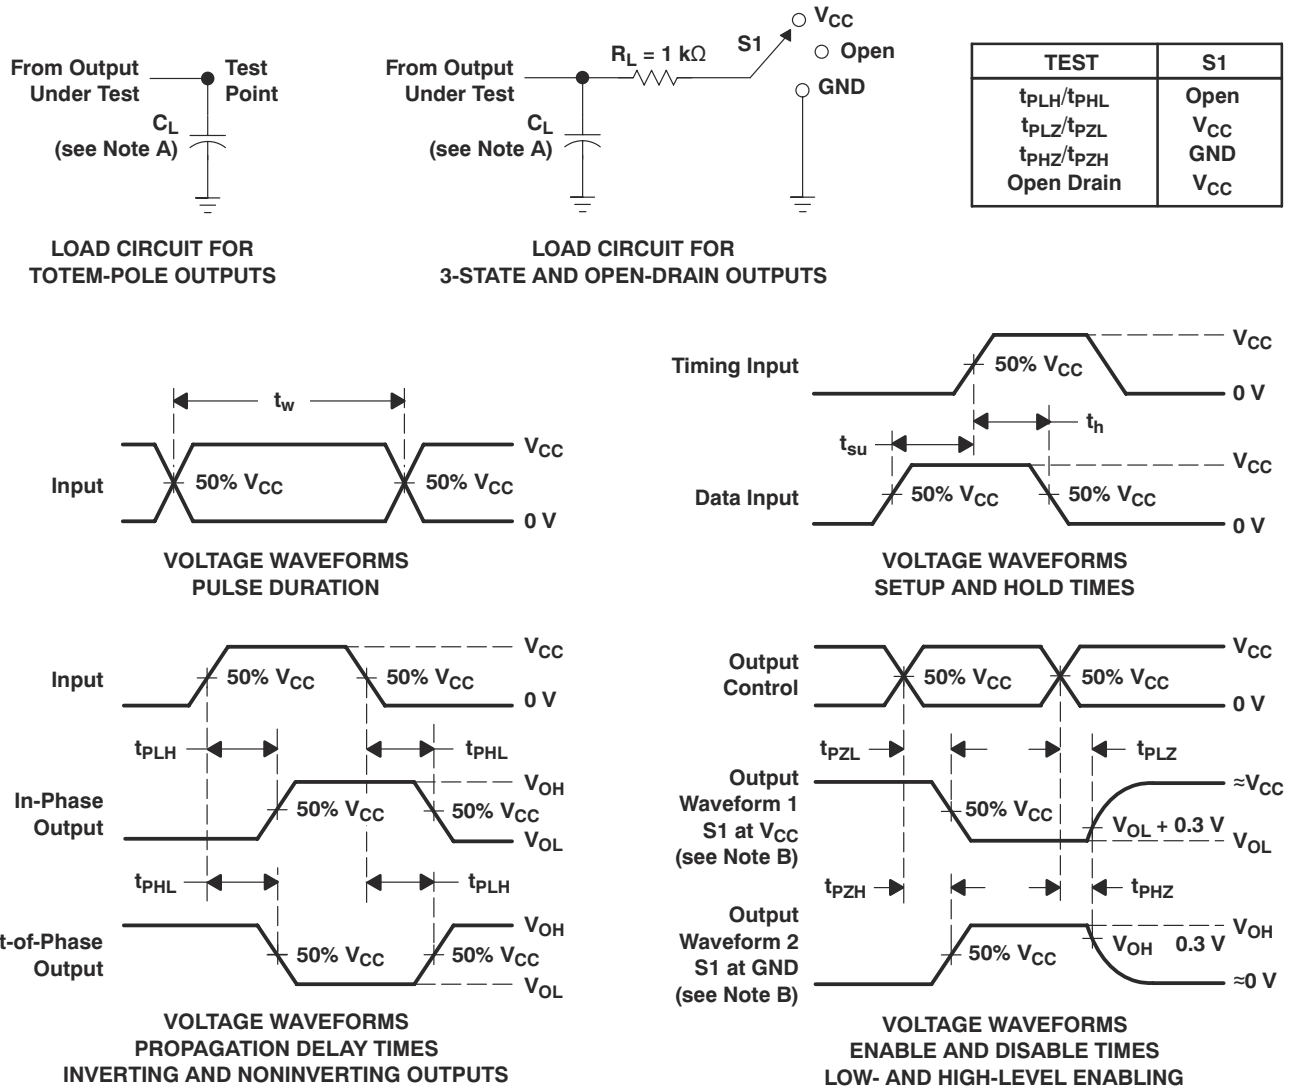 From Output
Under Test
Test
Point
CL
(see Note A)
LOAD CIRCUIT FOR
TOTEM-POLE OUTPUTS
From Output
Under Test
RL = 1 kΩ
S1
VCC
Open
GND
CL
(see Note A)
LOAD CIRCUIT FOR
3-STATE AND OPEN-DRAIN OUTPUTS
TEST S1
tPLH/tPHL Open
tPLZ/tPZL VCC
tPHZ/tPZH GND
Open Drain VCC
tw
Input
50% VCC
50% VCC
VCC
0 V
VOLTAGE WAVEFORMS
PULSE DURATION
Timing Input
50% VCC
VCC
0 V
tsu
th
Data Input
50% VCC
50% VCC
VCC
0 V
VOLTAGE WAVEFORMS
SETUP AND HOLD TIMES
Input
50% VCC
50% VCC
VCC
0 V
tPLH
tPHL
In-Phase
Output
50% VCC
50% VCC
VOH
VOL
tPHL
tPLH
t-of-Phase
Output
50% VCC
50% VCC
VOH
VOL
VOLTAGE WAVEFORMS
PROPAGATION DELAY TIMES
INVERTING AND NONINVERTING OUTPUTS
Output
Control
50% VCC
50% VCC
VCC
0 V
tPZL
tPLZ
Output
Waveform 1
S1 at VCC
(see Note B)
50% VCC
VOL + 0.3 V
≈VCC
VOL
tPZH
tPHZ
Output
Waveform 2
S1 at GND
(see Note B)
50% VCC
VOH 0.3 V
VOH
≈0 V
VOLTAGE WAVEFORMS
ENABLE AND DISABLE TIMES
LOW- AND HIGH-LEVEL ENABLING